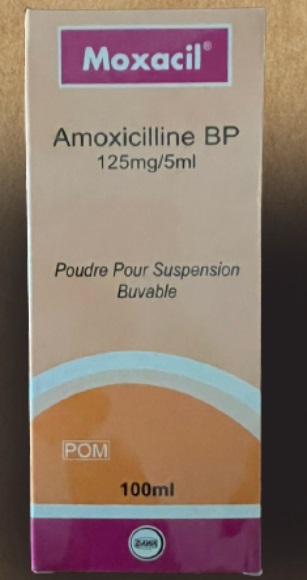 Moxacil®
Amoxicilline BP
125mg/5ml
Poudre Pour Suspension
Buvable
POM
100ml